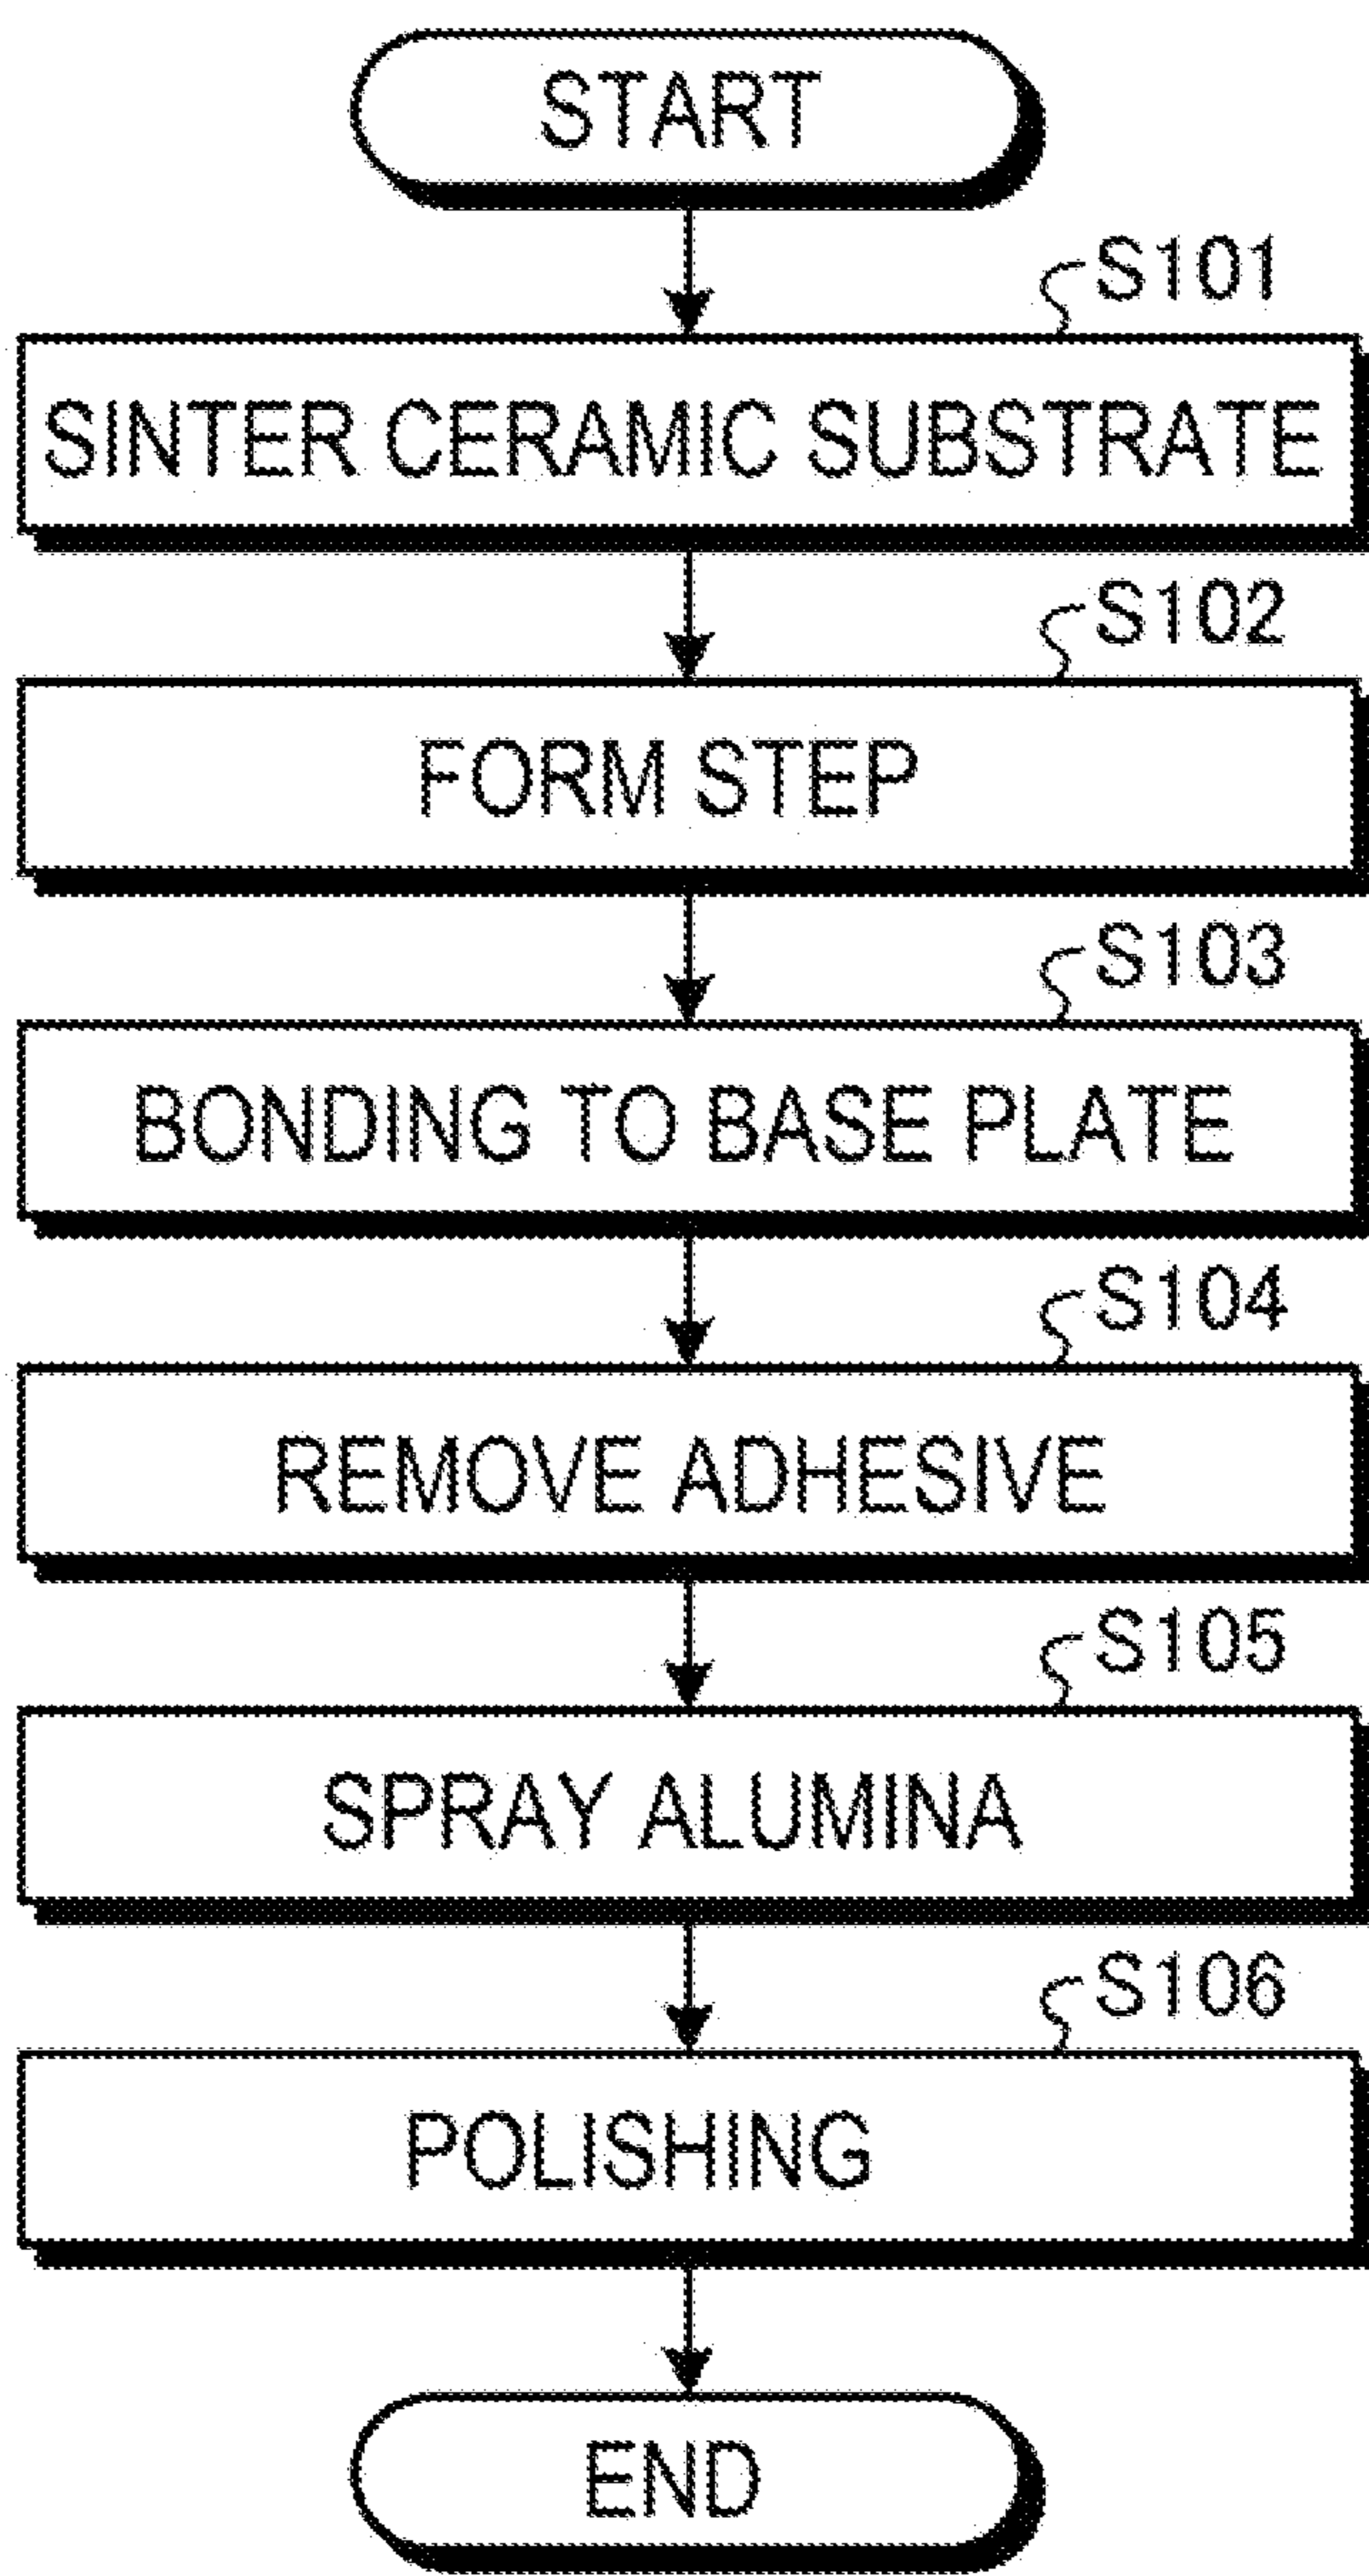 START
S101
SINTER CERAMIC SUBSTRATE
S102
FORM STEP
S103
BONDING TO BASE PLATE
S104
REMOVE ADHESIVE
S105
SPRAY ALUMINA
S106
POLISHING
END